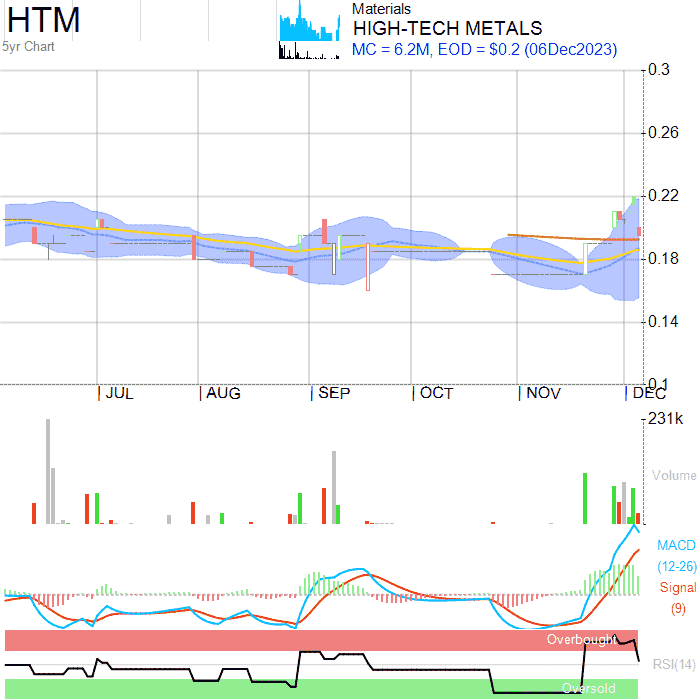 HTM
5yr Chart
Materials
HIGH-TECH METALS
MC = 6.2M, EOD = $0.2 (06Dec2023)
0.3
0.26
0.22
0.18
0.14
0.1
JUL AUG SEP OCT NOV DEC
231k
Volume
MACD
(12-26)
Signal
(9)
Overbought
RSI(14)
Oversold